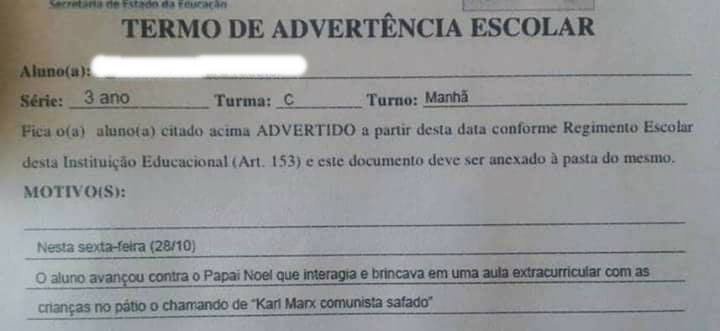 Secretaria de Estado da Educação
TERMO DE ADVERTÊNCIA ESCOLAR
Aluno(a):
Série: 3 ano Turma: C Turno: Manhã
Fica o(a) aluno(a) citado acima ADVERTIDO a partir desta data conforme Regimento Escolar
desta Instituição Educacional (Art. 153) e este documento deve ser anexado à pasta do mesmo.
MOTIVO(S):
Nesta sexta-feira (28/10)
O aluno avançou contra o Papai Noel que interagia e brincava em uma aula extracurricular com as
crianças no pátio o chamando de "Karl Marx comunista safado"